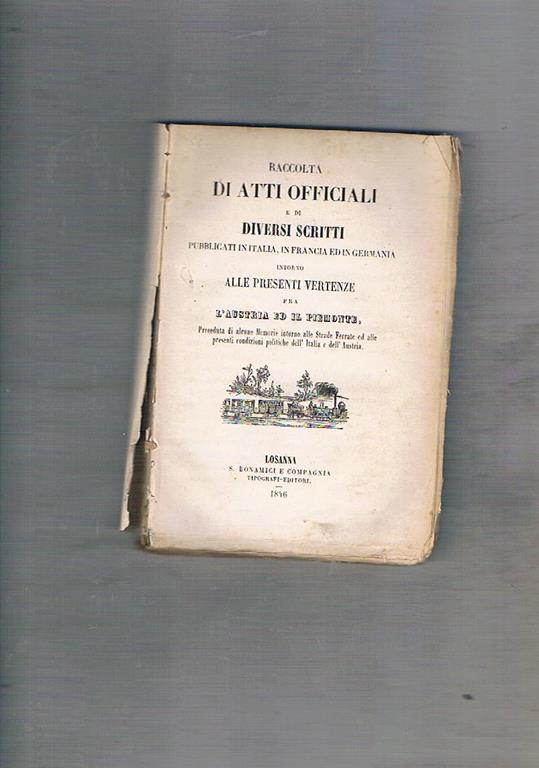 RACCOLTA
DI ATTI OFFICIALI
E DI
DIVERSI SCRITTI
PUBBLICATI IN ITALIA, IN FRANCIA ED IN GERMANIA
INTORNO
ALLE PRESENTI VERTENZE
FRA
L'AUSTRIA ED IL PIEMONTE,
Preceduta di alcune Memorie intorno alle Strade Ferrate ed alle
presenti condizioni politiche dell' Italia e dell' Austria.
LOSANNA
S. BONAMICI E COMPAGNIA
TIPOGRAFI-EDITORI.
1846